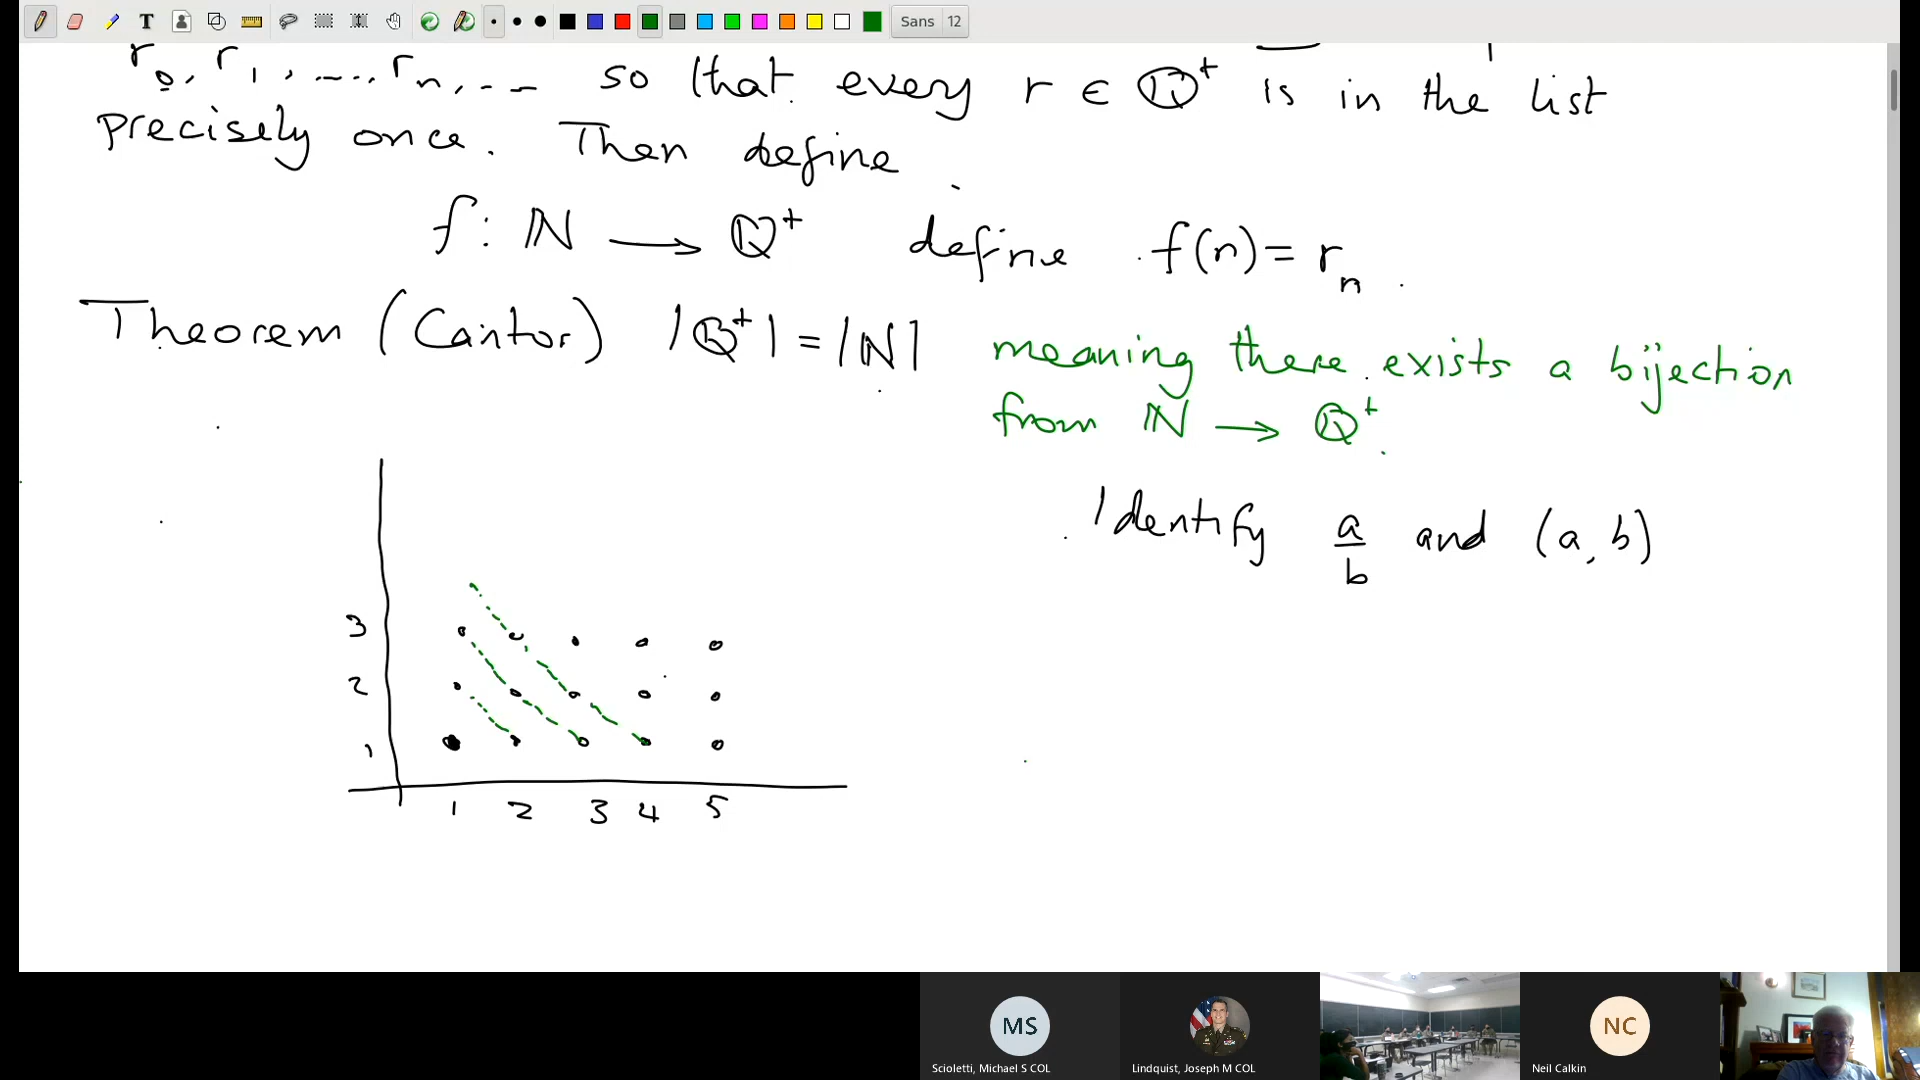 Sans 12
r₀, r₁, ..., rₙ, ... so that every r ∈ ℚ⁺ is in the list
precisely once. Then define
f: ℕ → ℚ⁺ define f(n) = rₙ.
Theorem (Cantor) |ℚ⁺| = |ℕ| meaning there exists a bijection
from ℕ → ℚ⁺.
Identify a/b and (a, b)
3
2
1
1 2 3 4 5
MS
NC
Scioletti, Michael S COL
Lindquist, Joseph M COL
Neil Calkin